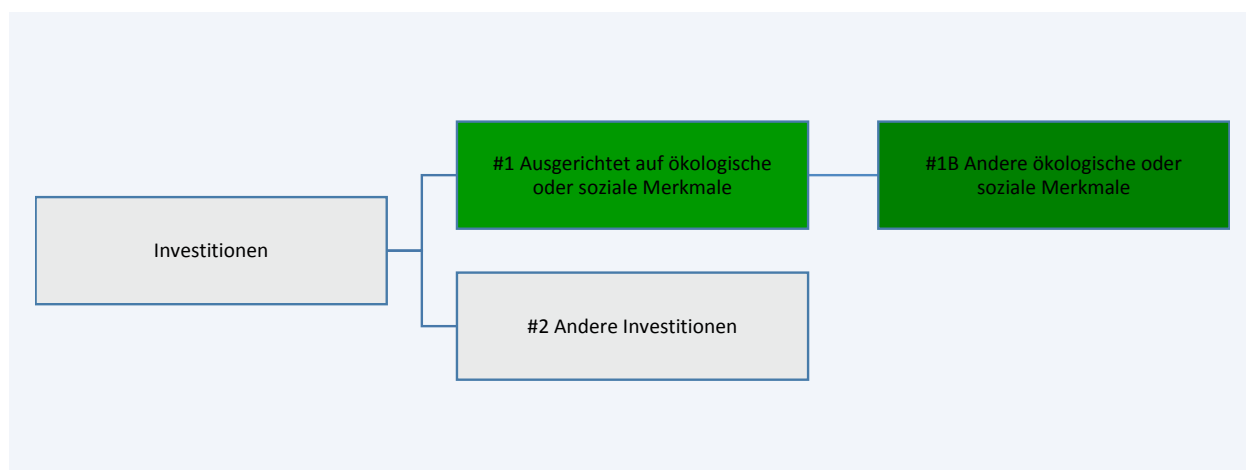 #1 Ausgerichtet auf ökologische
oder soziale Merkmale
#1B Andere ökologische oder
soziale Merkmale
Investitionen
#2 Andere Investitionen